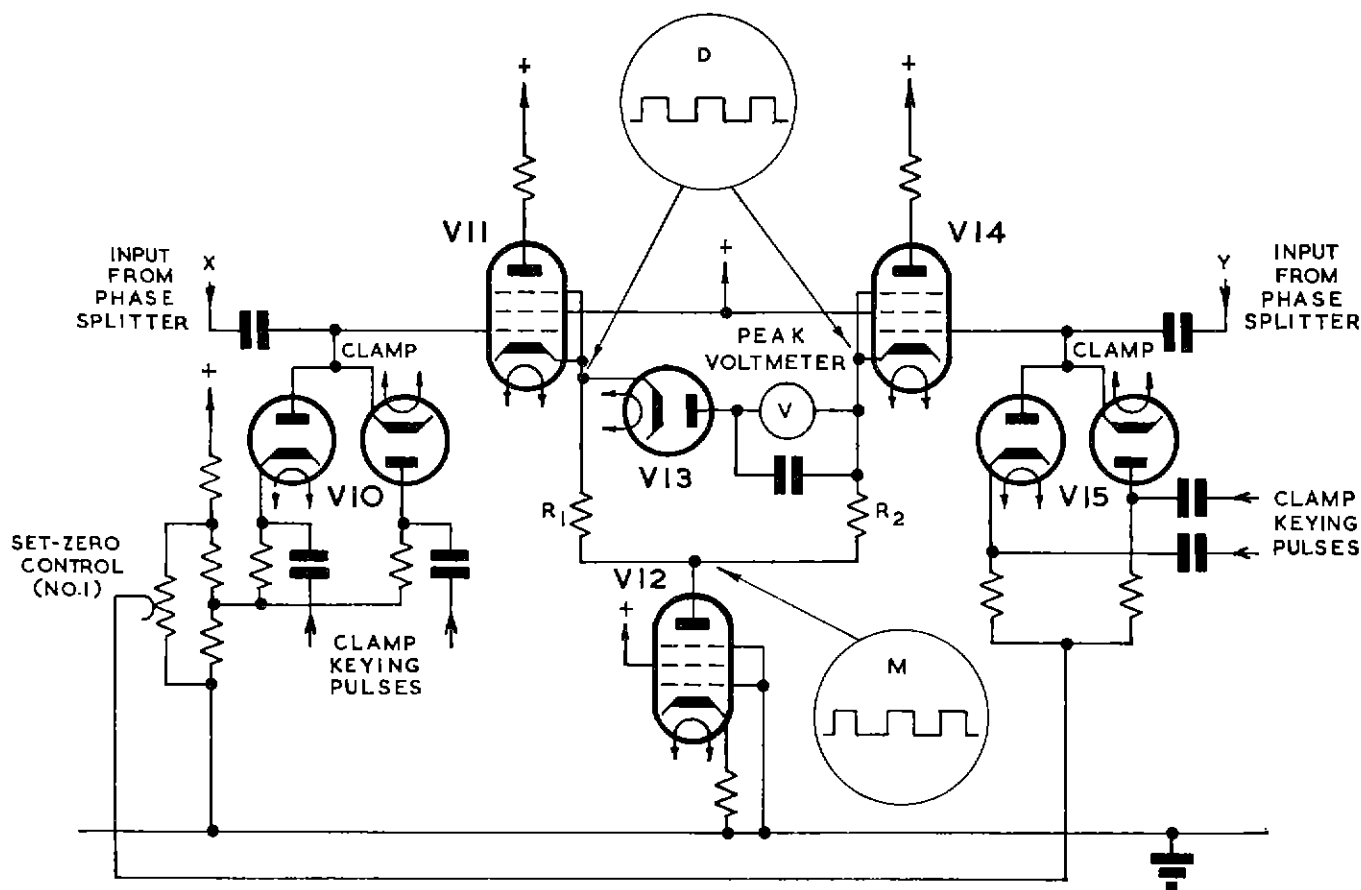 D
+
+
V11
V14
INPUT
FROM
PHASE
SPLITTER
X
+
Y
INPUT
FROM
PHASE
SPLITTER
CLAMP
PEAK
VOLTMETER
CLAMP
+
V
V10
V13
V15
R1
R2
CLAMP
KEYING
PULSES
SET-ZERO
CONTROL
(NO.1)
V12
+
CLAMP
KEYING
PULSES
M